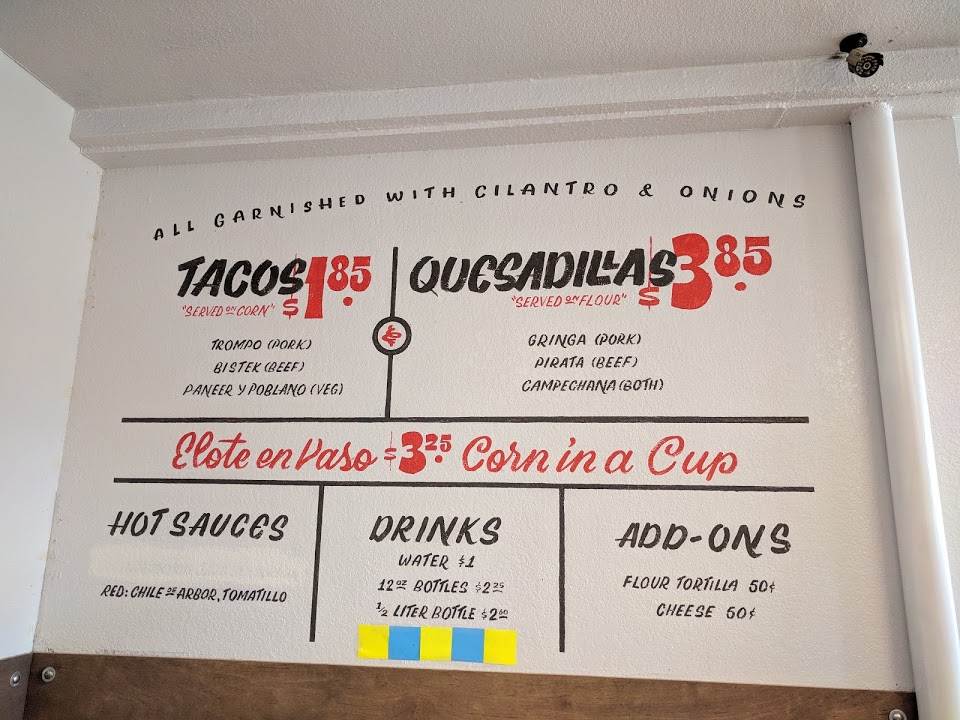 ALL GARNISHED WITH CILANTRO & ONIONS
TACOS $1.85
"SERVED ON CORN"
TROMPO (PORK)
BISTEK (BEEF)
PANEER Y POBLANO (VEG)
QUESADILLAS $3.85
"SERVED ON FLOUR"
GRINGA (PORK)
PIRATA (BEEF)
CAMPECHANA (BOTH)
Elote en Vaso $3.25 Corn in a Cup
HOT SAUCES
RED: CHILE DE ARBOR, TOMATILLO
DRINKS
WATER $1
12OZ BOTTLES $2.25
½ LITER BOTTLE $2.60
ADD-ONS
FLOUR TORTILLA 50¢
CHEESE 60¢